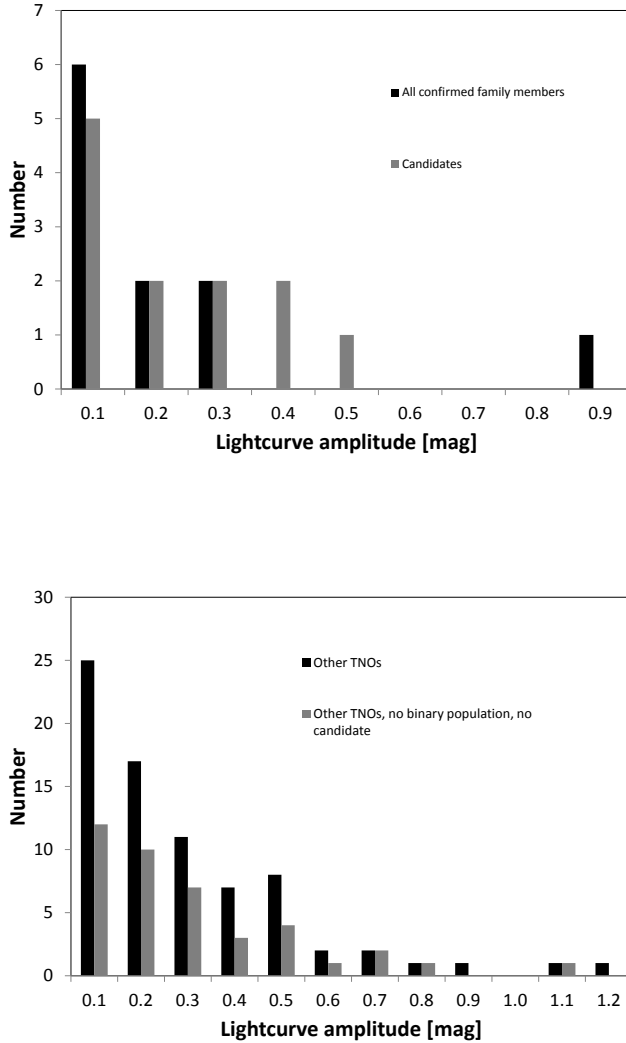 7
6
5
4
3
2
1
0
Number
All confirmed family members
Candidates
0.1 0.2 0.3 0.4 0.5 0.6 0.7 0.8 0.9
Lightcurve amplitude [mag]
30
25
20
15
10
5
0
Number
Other TNOs
Other TNOs, no binary population, no
candidate
0.1 0.2 0.3 0.4 0.5 0.6 0.7 0.8 0.9 1.0 1.1 1.2
Lightcurve amplitude [mag]